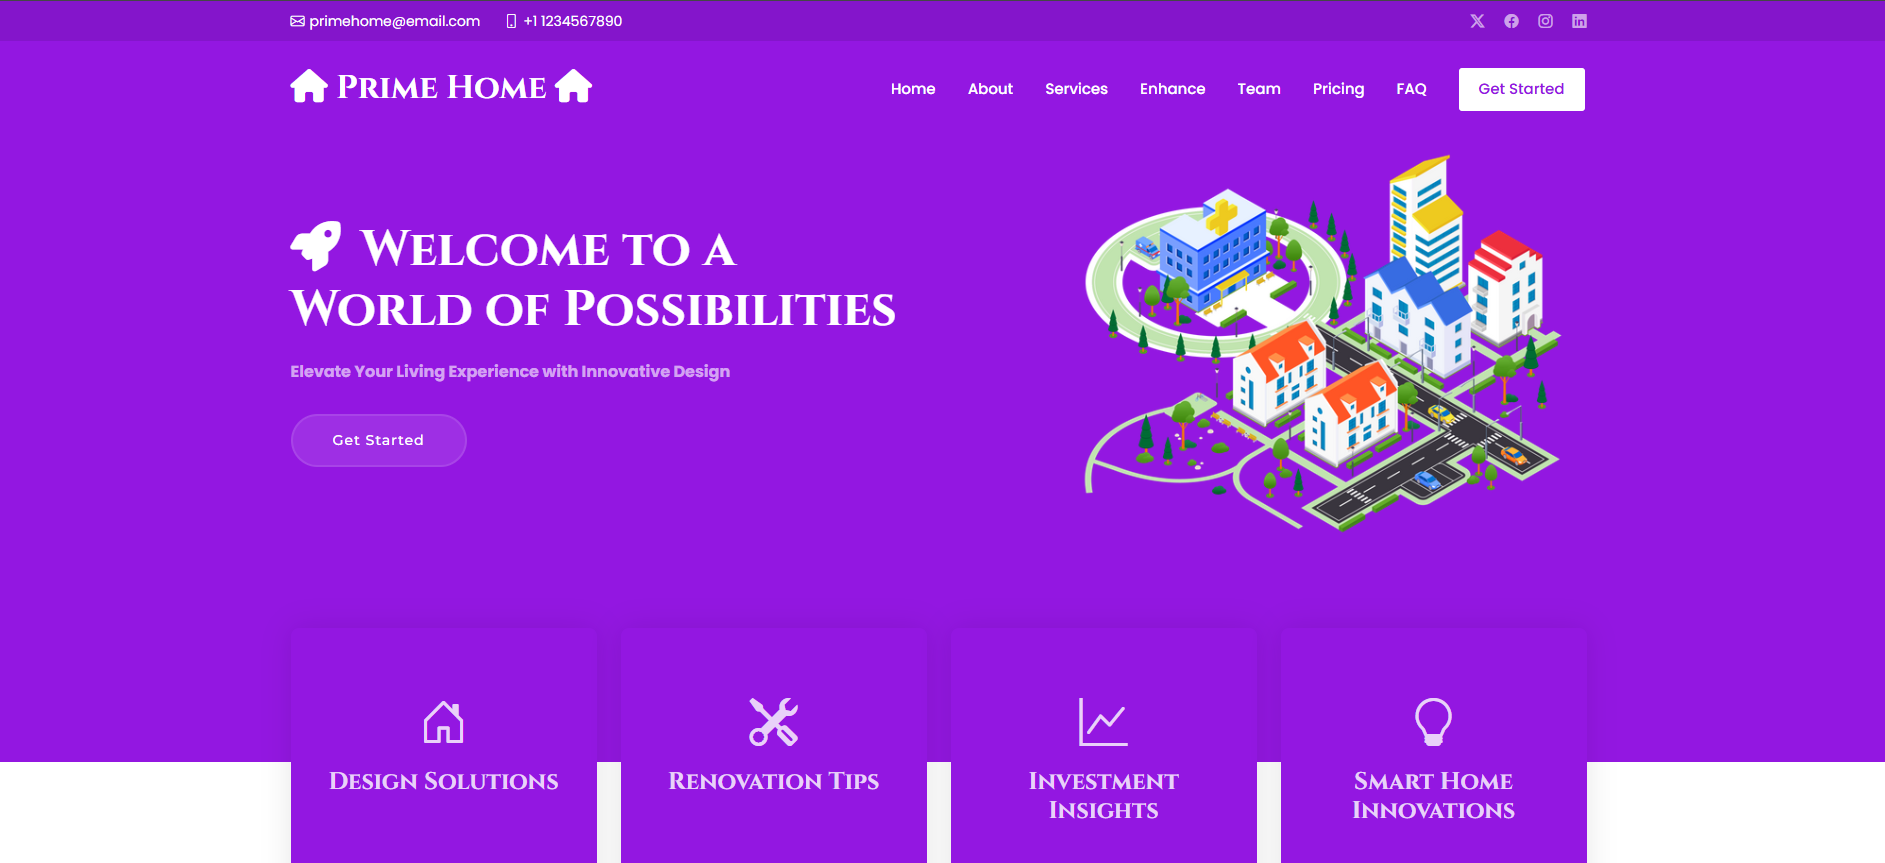 primehome@email.com +1 1234567890
Prime Home
Home About Services Enhance Team Pricing FAQ Get Started
Welcome to a
World of Possibilities
Elevate Your Living Experience with Innovative Design
Get Started
Design Solutions
Renovation Tips
Investment
Insights
Smart Home
Innovations